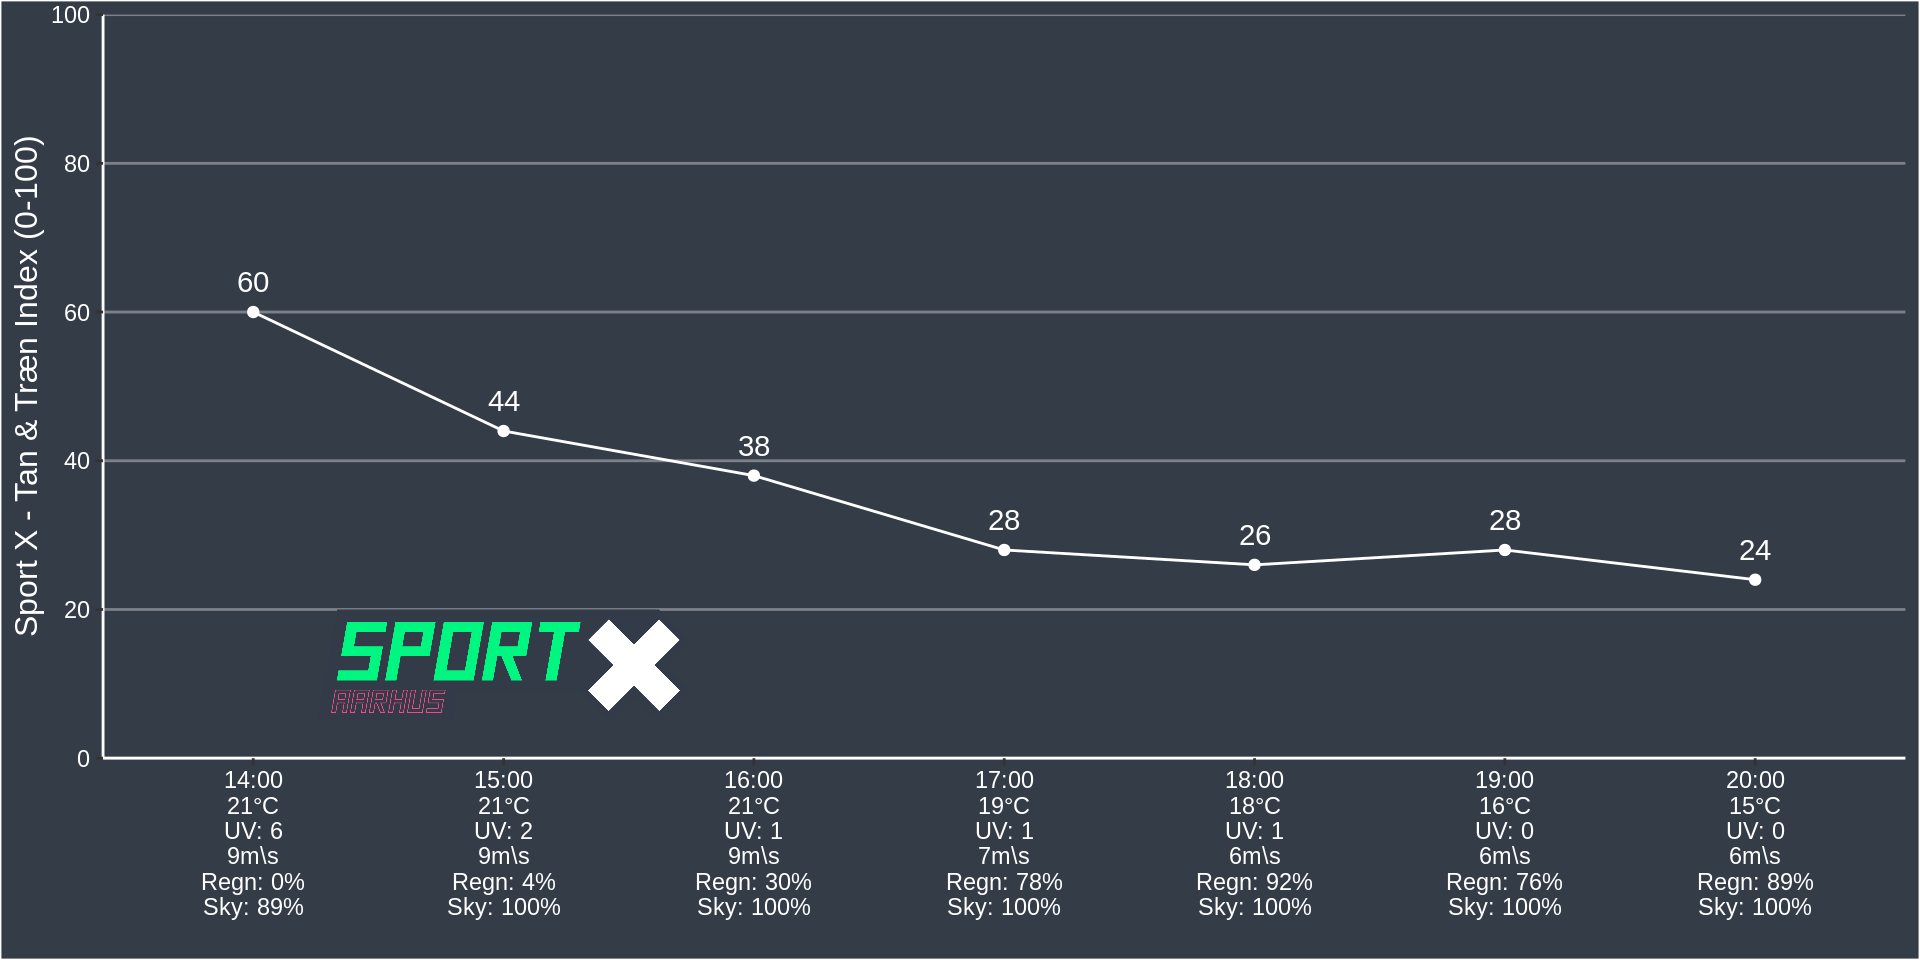 Sport X - Tan & Træn Index (0-100)
100
80
60
40
20
0
60
44
38
28
26
28
24
SPORT X
AARHUS
14:00
21°C
UV: 6
9m\s
Regn: 0%
Sky: 89%
15:00
21°C
UV: 2
9m\s
Regn: 4%
Sky: 100%
16:00
21°C
UV: 1
9m\s
Regn: 30%
Sky: 100%
17:00
19°C
UV: 1
7m\s
Regn: 78%
Sky: 100%
18:00
18°C
UV: 1
6m\s
Regn: 92%
Sky: 100%
19:00
16°C
UV: 0
6m\s
Regn: 76%
Sky: 100%
20:00
15°C
UV: 0
6m\s
Regn: 89%
Sky: 100%